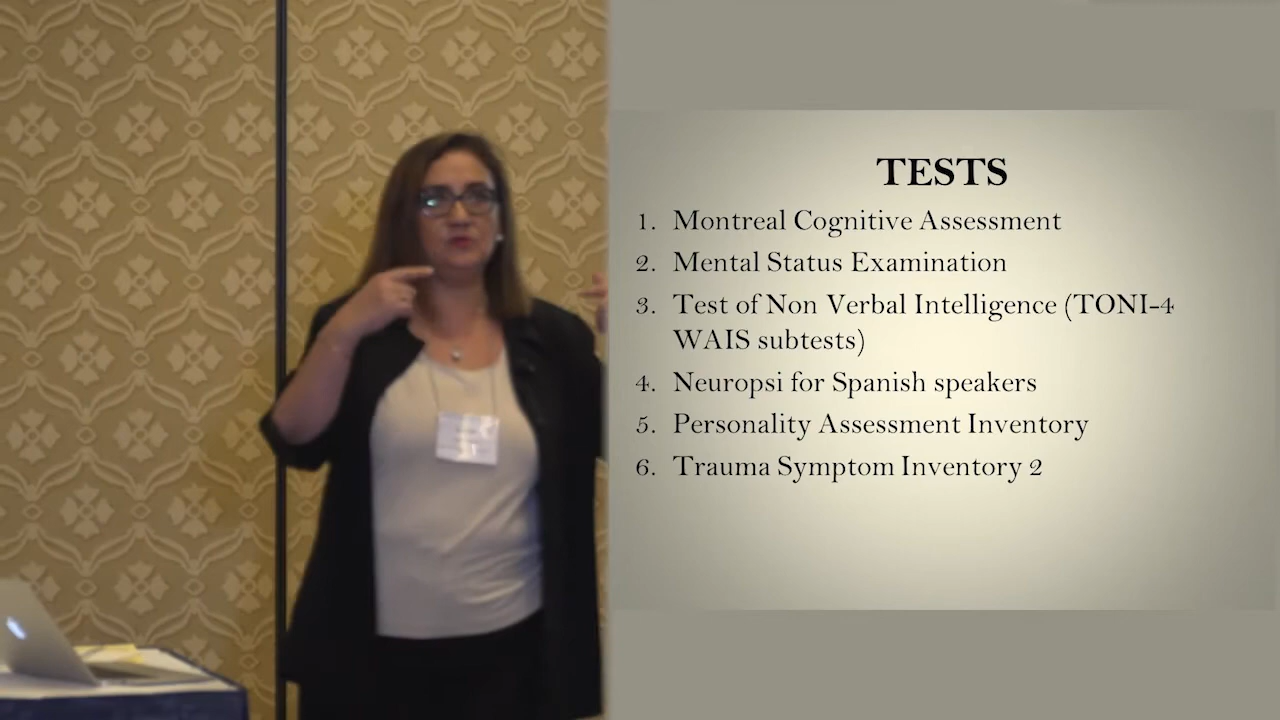 TESTS
1. Montreal Cognitive Assessment
2. Mental Status Examination
3. Test of Non Verbal Intelligence (TONI-4
WAIS subtests)
4. Neuropsi for Spanish speakers
5. Personality Assessment Inventory
6. Trauma Symptom Inventory 2